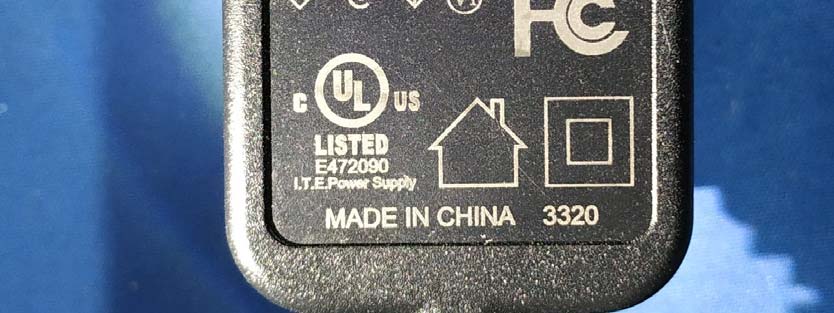 FC
C UL US
LISTED
E472090
I.T.E.Power Supply
MADE IN CHINA 3320